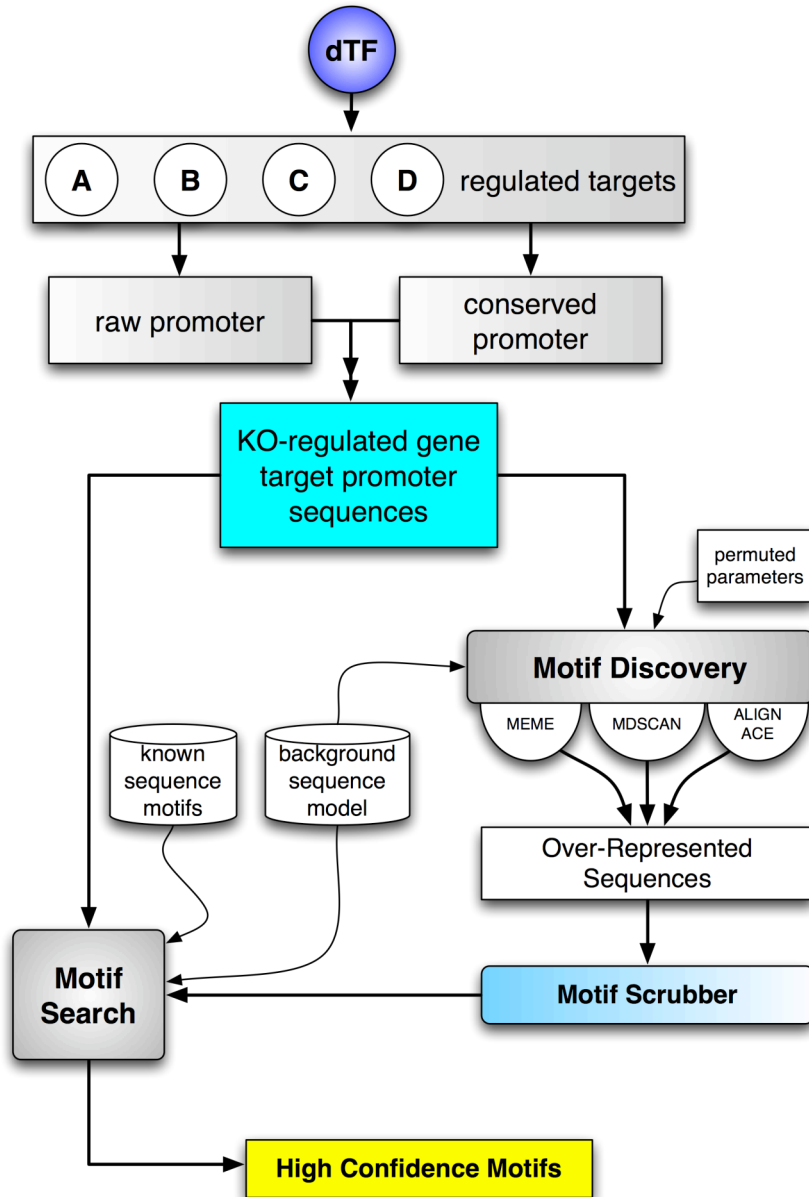 dTF
A B C D regulated targets
raw promoter
conserved
promoter
KO-regulated gene
target promoter
sequences
permuted
parameters
Motif Discovery
MEME
MDSCAN
ALIGN
ACE
known
sequence
motifs
background
sequence
model
Over-Represented
Sequences
Motif
Search
Motif Scrubber
High Confidence Motifs